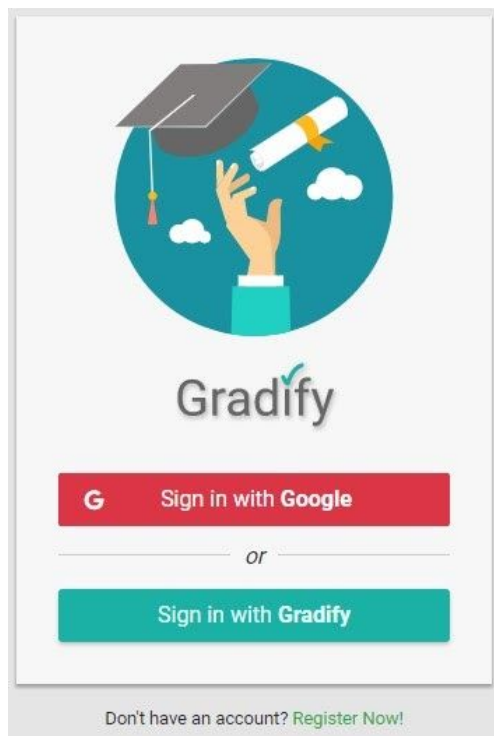 Gradify
G Sign in with Google
or
Sign in with Gradify
Don't have an account? Register Now!